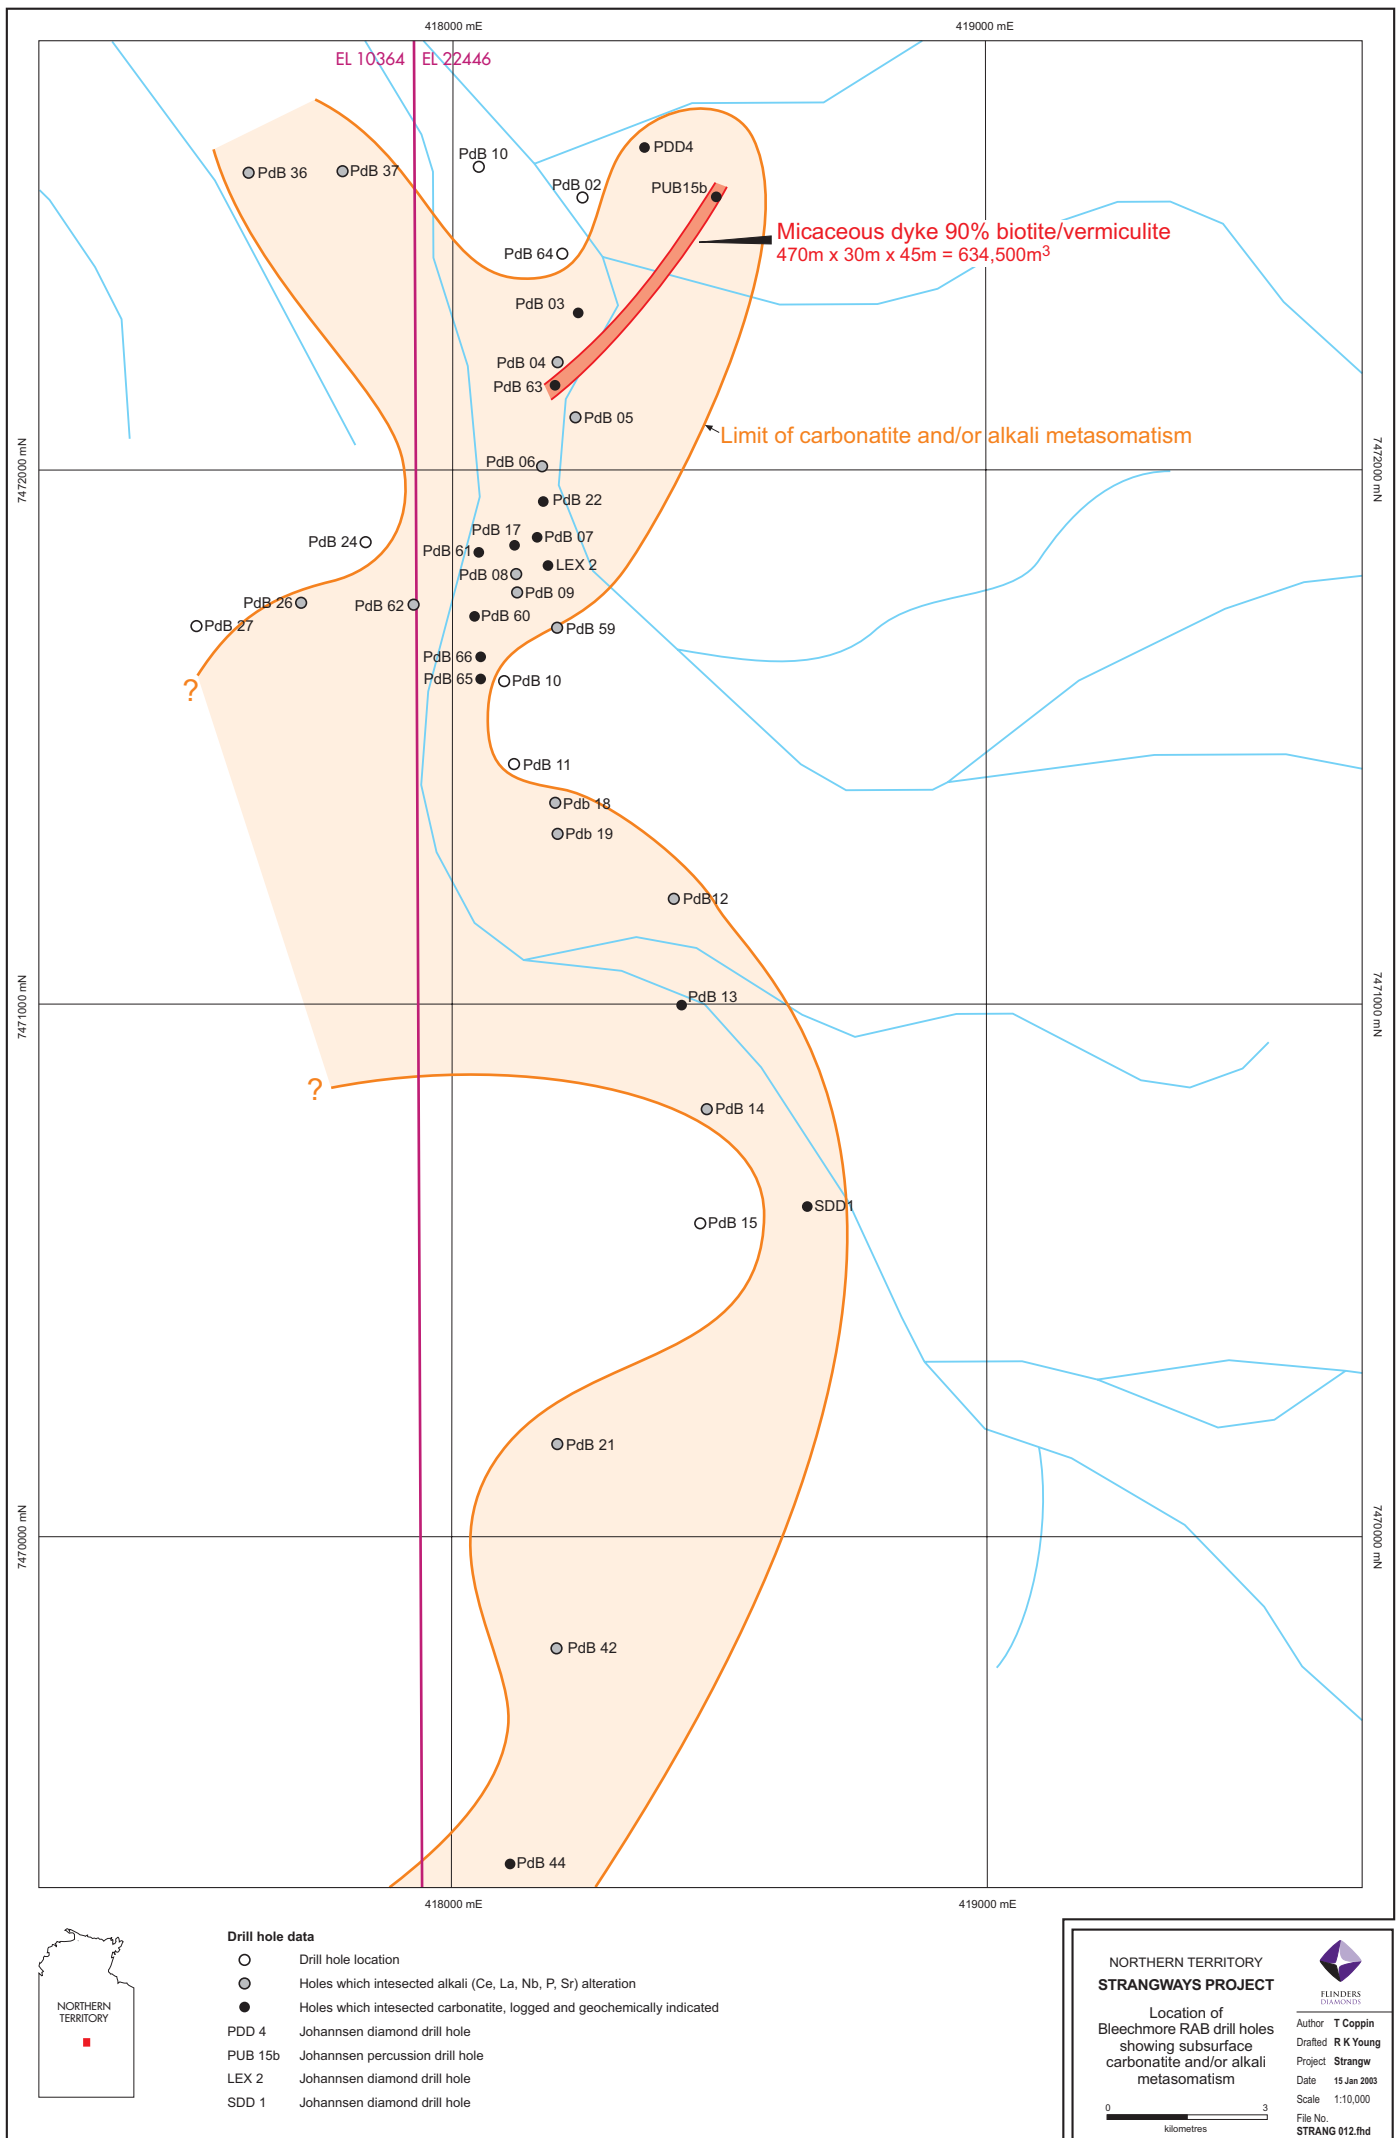 418000 mE
419000 mE
EL 10364
EL 22446
PdB 10
PDD4
PdB 36
PdB 37
PdB 02
PUB15b
Micaceous dyke 90% biotite/vermiculite
470m x 30m x 45m = 634,500m3
PdB 64
PdB 03
PdB 04
PdB 63
PdB 05
Limit of carbonatite and/or alkali metasomatism
PdB 06
7472000 mN
7472000 mN
PdB 22
PdB 17
PdB 07
PdB 24
PdB 61
LEX 2
PdB 08
PdB 09
PdB 26
PdB 62
PdB 60
PdB 27
PdB 59
PdB 66
PdB 65
PdB 10
?
PdB 11
Pdb 18
Pdb 19
PdB12
PdB 13
7471000 mN
7471000 mN
?
PdB 14
SDD1
PdB 15
PdB 21
7470000 mN
7470000 mN
PdB 42
PdB 44
418000 mE
419000 mE
NORTHERN
TERRITORY
Drill hole data
Drill hole location
Holes which intesected alkali (Ce, La, Nb, P, Sr) alteration
Holes which intesected carbonatite, logged and geochemically indicated
PDD 4 Johannsen diamond drill hole
PUB 15b Johannsen percussion drill hole
LEX 2 Johannsen diamond drill hole
SDD 1 Johannsen diamond drill hole
NORTHERN TERRITORY
STRANGWAYS PROJECT
Location of
Bleechmore RAB drill holes
showing subsurface
carbonatite and/or alkali
metasomatism
0 3
kilometres
FLINDERS
DIAMONDS
Author T Coppin
Drafted R K Young
Project Strangw
Date 15 Jan 2003
Scale 1:10,000
File No.
STRANG 012.fhd